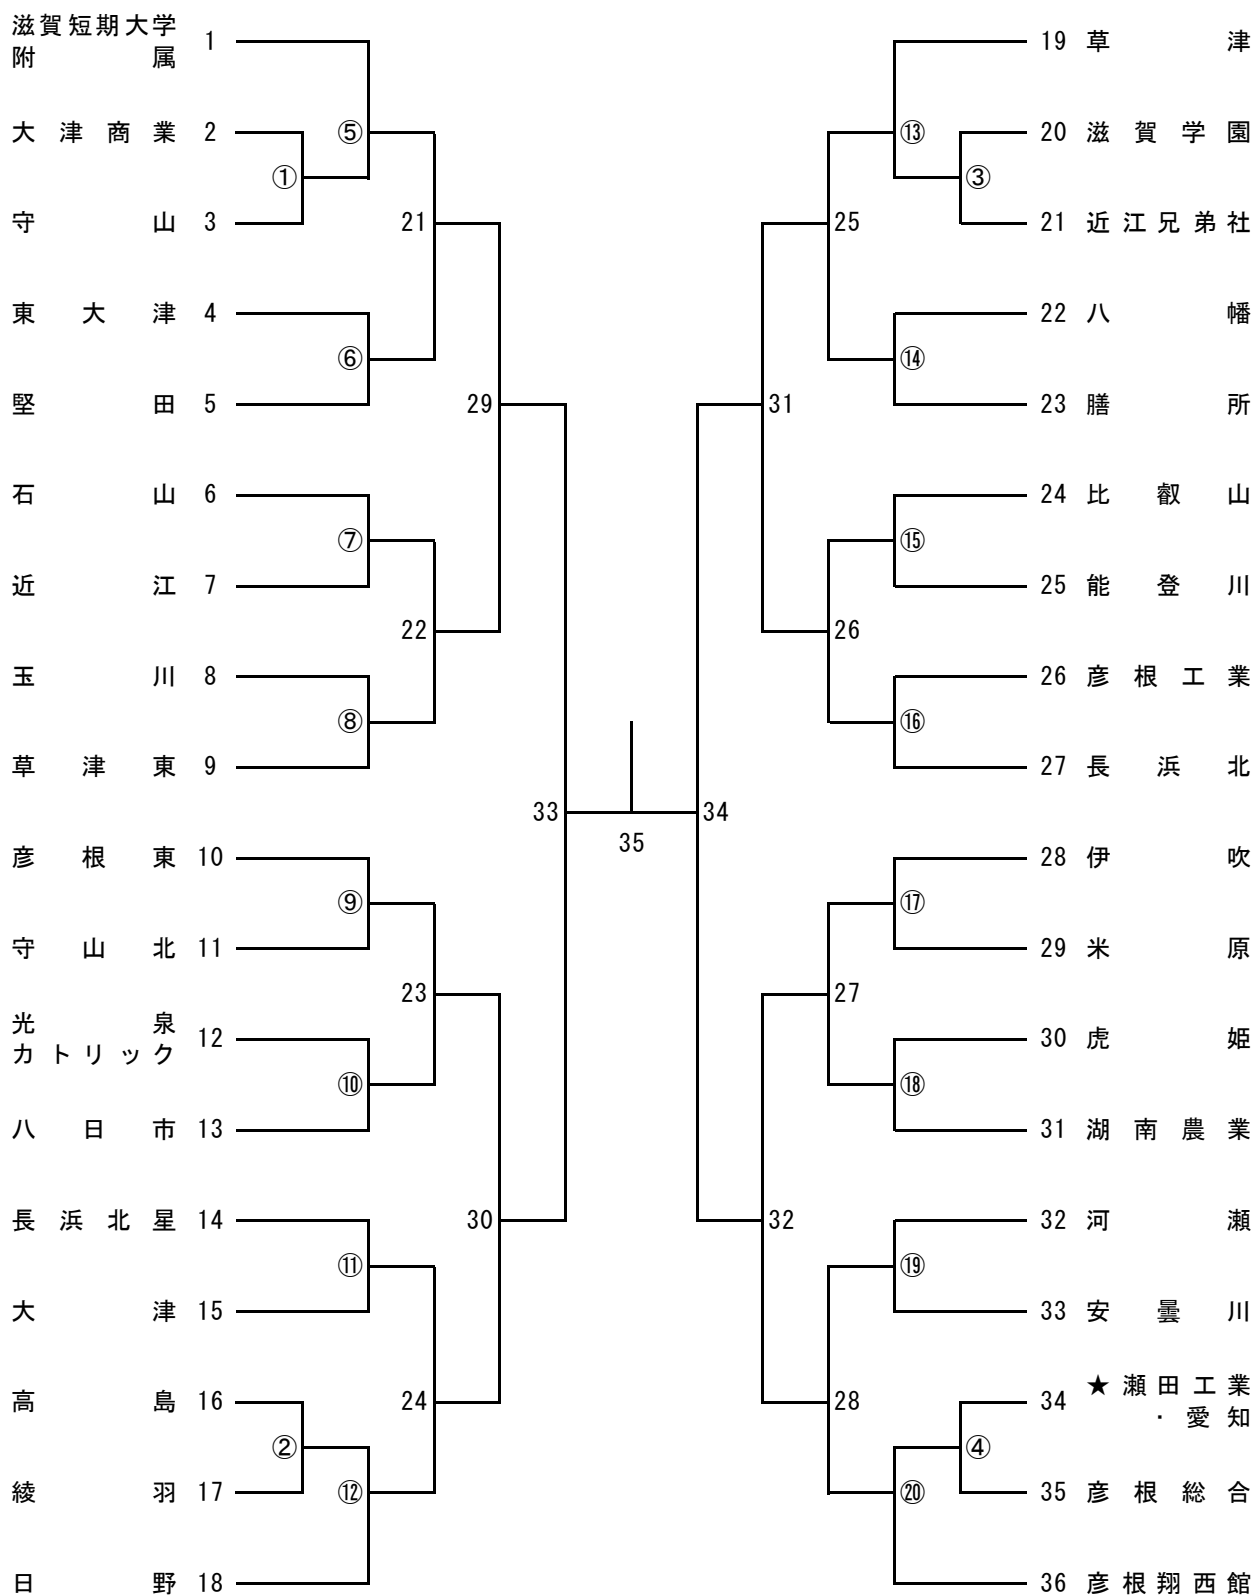 滋賀短期大学
附属 1
大津商業 2
守山 3
東大津 4
堅田 5
石山 6
近江 7
玉川 8
草津東 9
彦根東 10
守山北 11
光泉
カトリック 12
八日市 13
長浜北星 14
大津 15
高島 16
綾羽 17
日野 18
①
②
⑤
⑥
⑦
⑧
⑨
⑩
⑪
⑫
21
22
23
24
29
30
33
35
34
31
32
25
26
27
28
⑬
⑭
⑮
⑯
⑰
⑱
⑲
⑳
③
④
19 草津
20 滋賀学園
21 近江兄弟社
22 八幡
23 膳所
24 比叡山
25 能登川
26 彦根工業
27 長浜北
28 伊吹
29 米原
30 虎姫
31 湖南農業
32 河瀬
33 安曇川
34 ★瀬田工業
・愛知
35 彦根総合
36 彦根翔西館